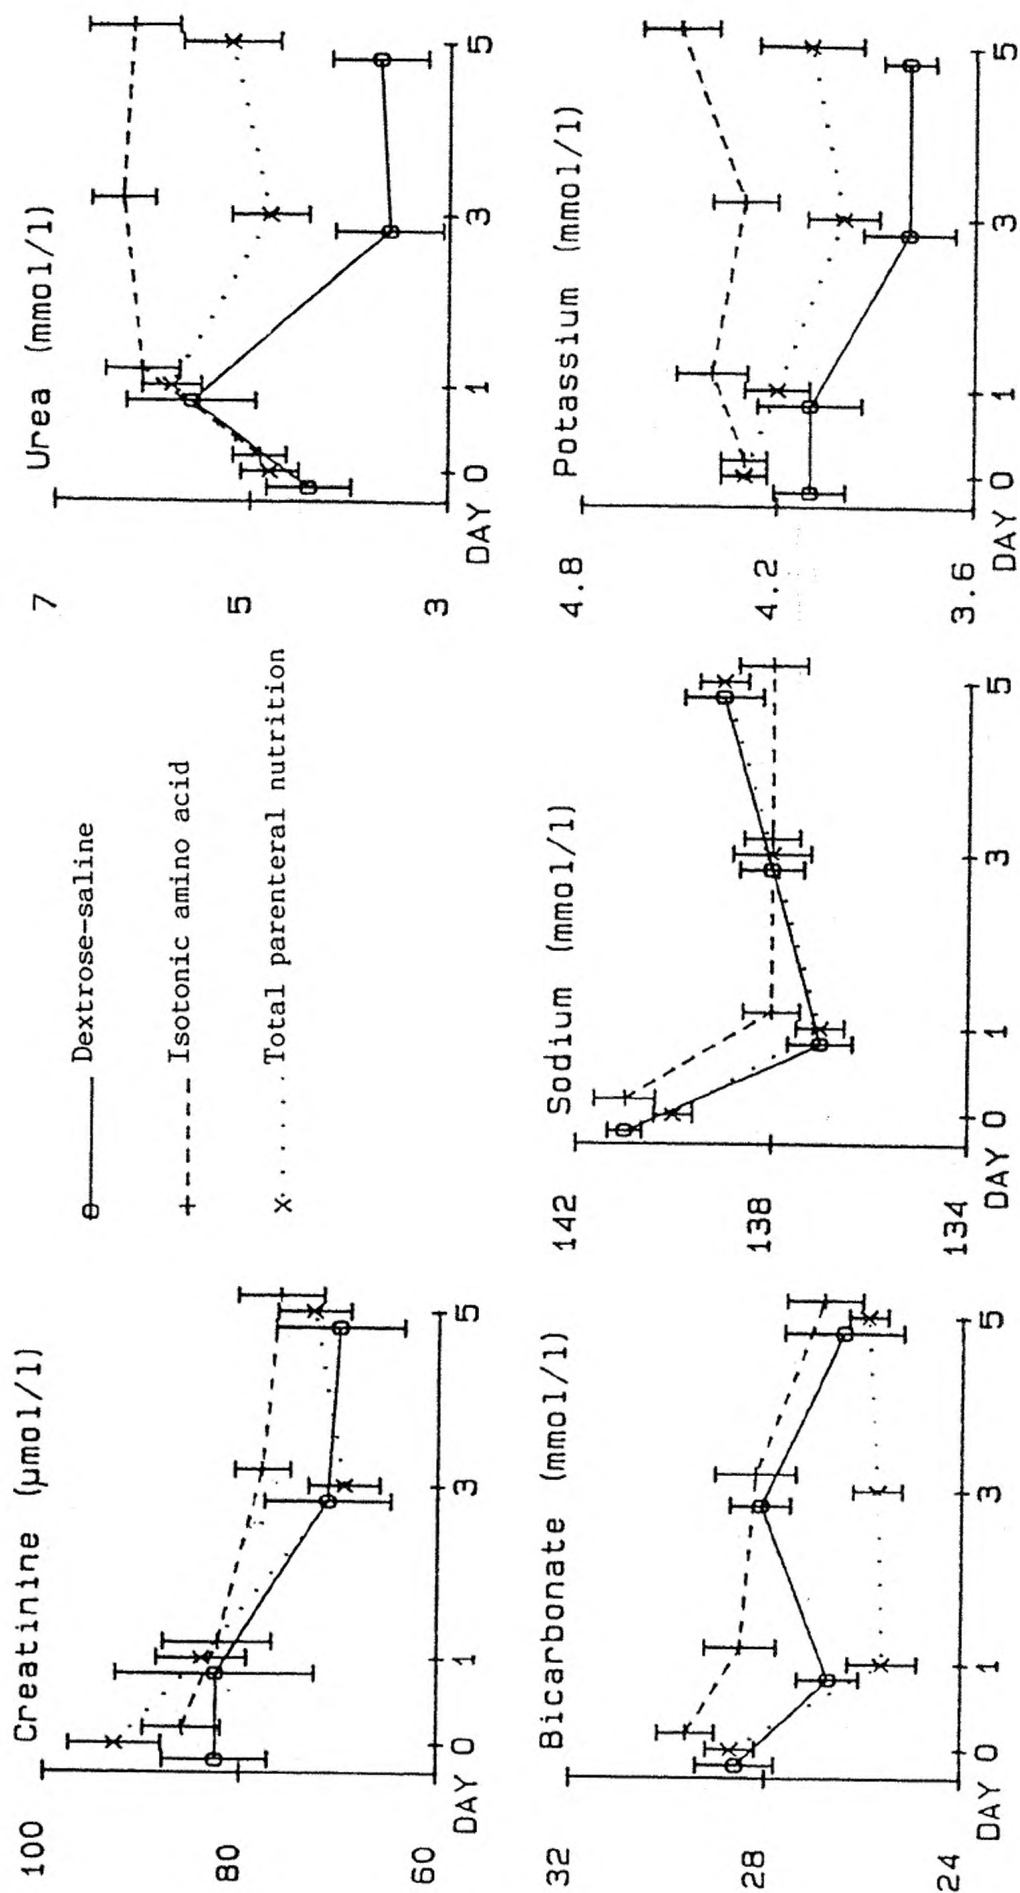 Creatinine (μmol/l)
100
80
60
DAY 0 1 3 5
Dextrose-saline
Isotonic amino acid
Total parenteral nutrition
Urea (mmol/l)
7
5
3
DAY 0 1 3 5
Bicarbonate (mmol/l)
32
28
24
DAY 0 1 3 5
Sodium (mmol/l)
142
138
134
DAY 0 1 3 5
Potassium (mmol/l)
4.8
4.2
3.6
DAY 0 1 3 5